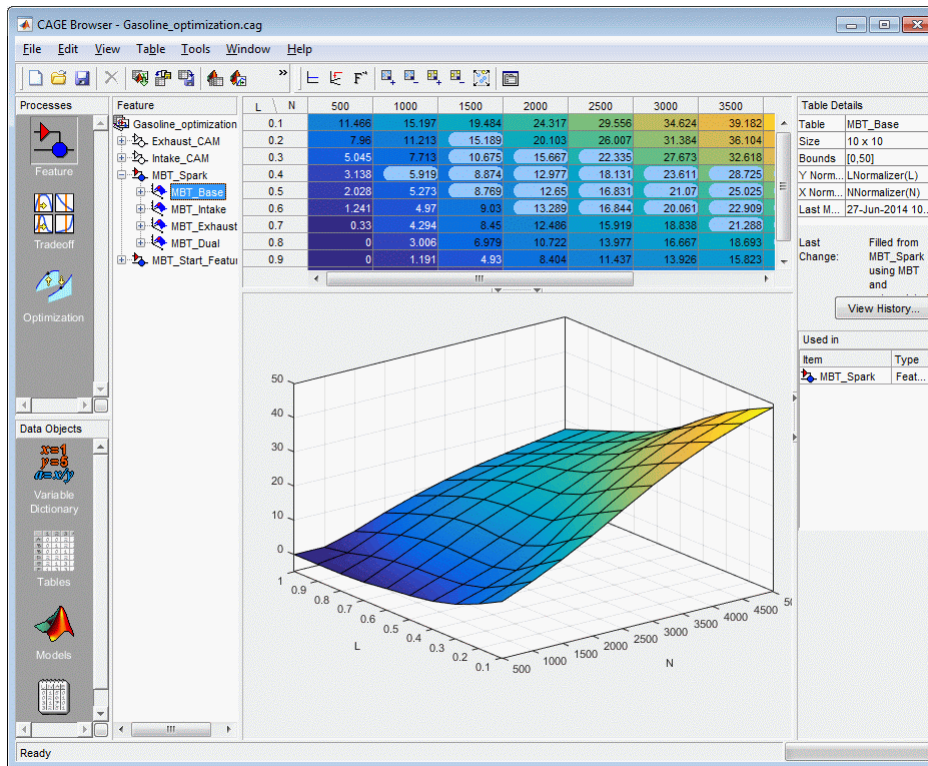 CAGE Browser - Gasoline_optimization.cag
File Edit View Table Tools Window Help
»
Processes
Feature
Tradeoff
Optimization
Data Objects
x=1
y=5
a=x/y
Variable
Dictionary
Tables
Models
Feature
Gasoline_optimization
Exhaust_CAM
Intake_CAM
MBT_Spark
MBT_Base
MBT_Intake
MBT_Exhaust
MBT_Dual
MBT_Start_Featur
L \ N 500 1000 1500 2000 2500 3000 3500
0.1 11.466 15.197 19.484 24.317 29.556 34.624 39.182
0.2 7.96 11.213 15.189 20.103 26.007 31.384 36.104
0.3 5.045 7.713 10.675 15.667 22.335 27.673 32.618
0.4 3.138 5.919 8.874 12.977 18.131 23.611 28.725
0.5 2.028 5.273 8.769 12.65 16.831 21.07 25.025
0.6 1.241 4.97 9.03 13.289 16.844 20.061 22.909
0.7 0.33 4.294 8.45 12.486 15.919 18.838 21.288
0.8 0 3.006 6.979 10.722 13.977 16.667 18.693
0.9 0 1.191 4.93 8.404 11.437 13.926 15.823
50
40
30
20
10
0
1 0.9 0.8 0.7 0.6 0.5 0.4 0.3 0.2 0.1
L
500 1000 1500 2000 2500 3000 3500 4000 4500 50
N
Table Details
Table MBT_Base
Size 10 x 10
Bounds [0,50]
Y Norm... LNormalizer(L)
X Norm... NNormalizer(N)
Last M... 27-Jun-2014 10...
Last Change: Filled from
MBT_Spark
using MBT
and
View History...
Used in
Item Type
MBT_Spark Feat...
Ready